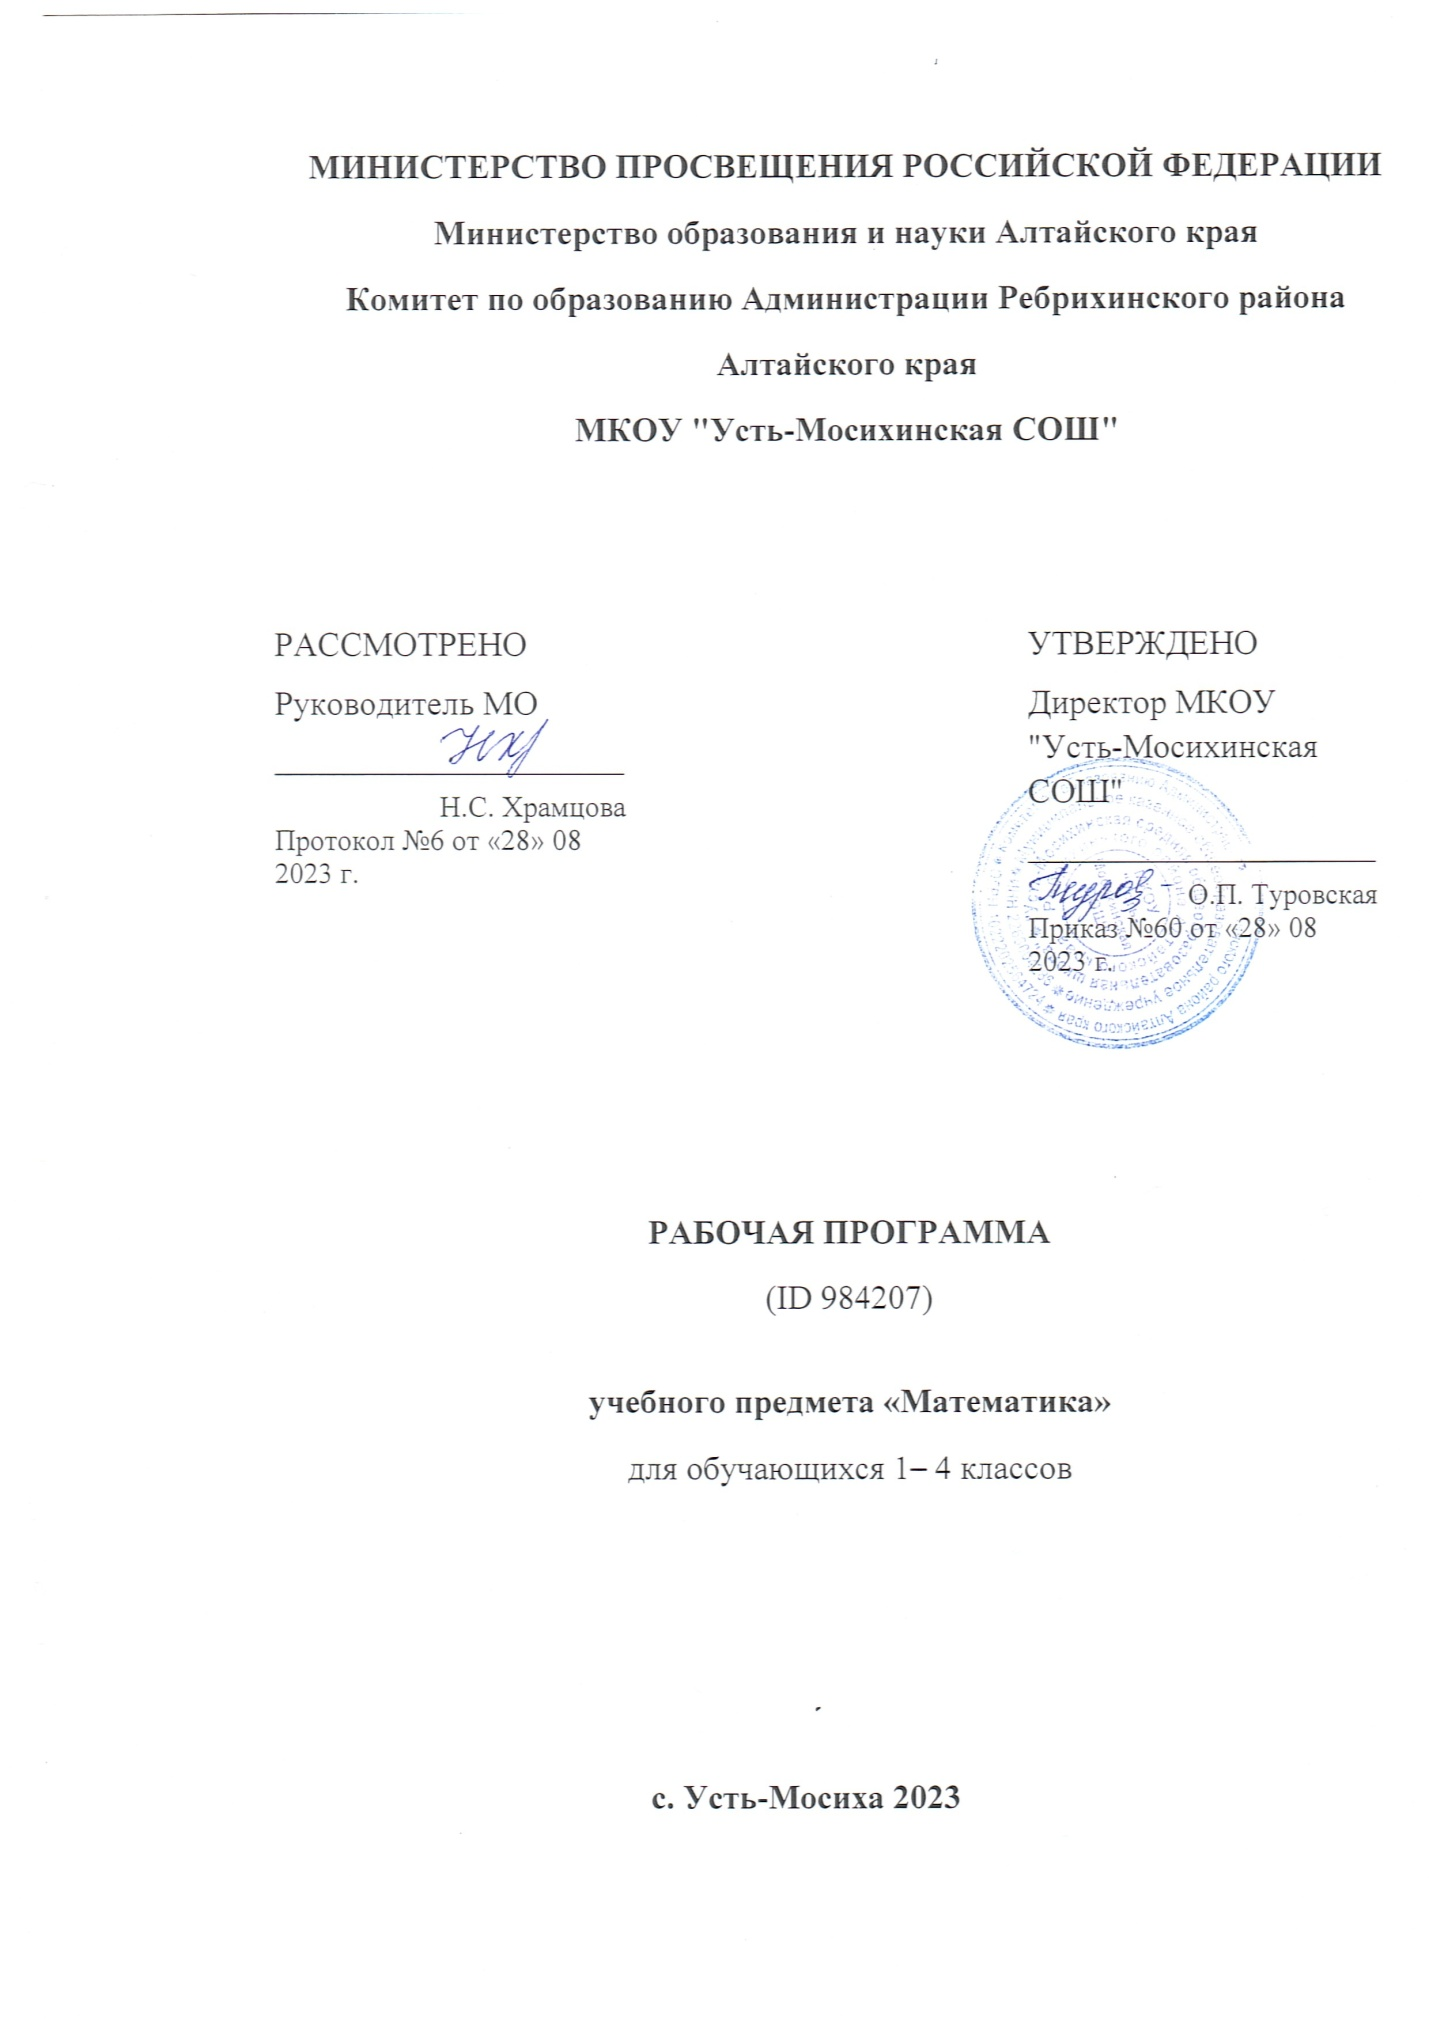 МИНИСТЕРСТВО ПРОСВЕЩЕНИЯ РОССИЙСКОЙ ФЕДЕРАЦИИ
Министерство образования и науки Алтайского края
Комитет по образованию Администрации Ребрихинского района
Алтайского края
МКОУ "Усть-Мосихинская СОШ"
РАССМОТРЕНО
Руководитель МО
Н.С. Храмцова
Протокол №6 от «28» 08
2023 г.
УТВЕРЖДЕНО
Директор МКОУ
"Усть-Мосихинская
СОШ"
О.П. Туровская
Приказ №60 от «28» 08
2023 г.
РАБОЧАЯ ПРОГРАММА
(ID 984207)
учебного предмета «Математика»
для обучающихся 1– 4 классов
с. Усть-Мосиха 2023